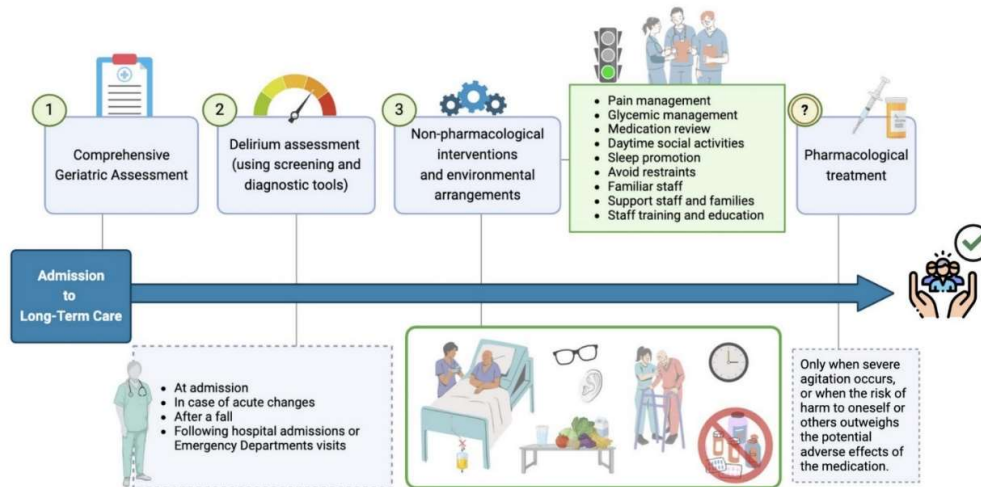 1
Comprehensive
Geriatric Assessment
2
Delirium assessment
(using screening and
diagnostic tools)
3
Non-pharmacological
interventions
and environmental
arrangements
• Pain management
• Glycemic management
• Medication review
• Daytime social activities
• Sleep promotion
• Avoid restraints
• Familiar staff
• Support staff and families
• Staff training and education
?
Pharmacological
treatment
Admission
to
Long-Term Care
• At admission
• In case of acute changes
• After a fall
• Following hospital admissions or
Emergency Departments visits
Only when severe
agitation occurs,
or when the risk of
harm to oneself or
others outweighs
the potential
adverse effects of
the medication.